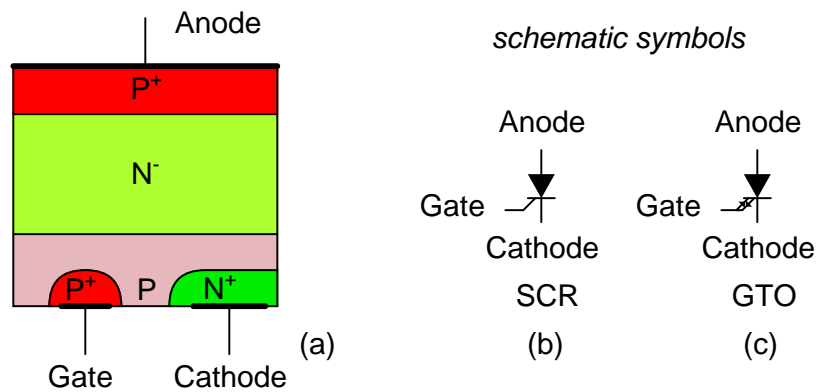 Anode
P+
N-
P+ P N+
Gate Cathode
(a)
schematic symbols
Anode
Gate
Cathode
SCR
(b)
Anode
Gate
Cathode
GTO
(c)